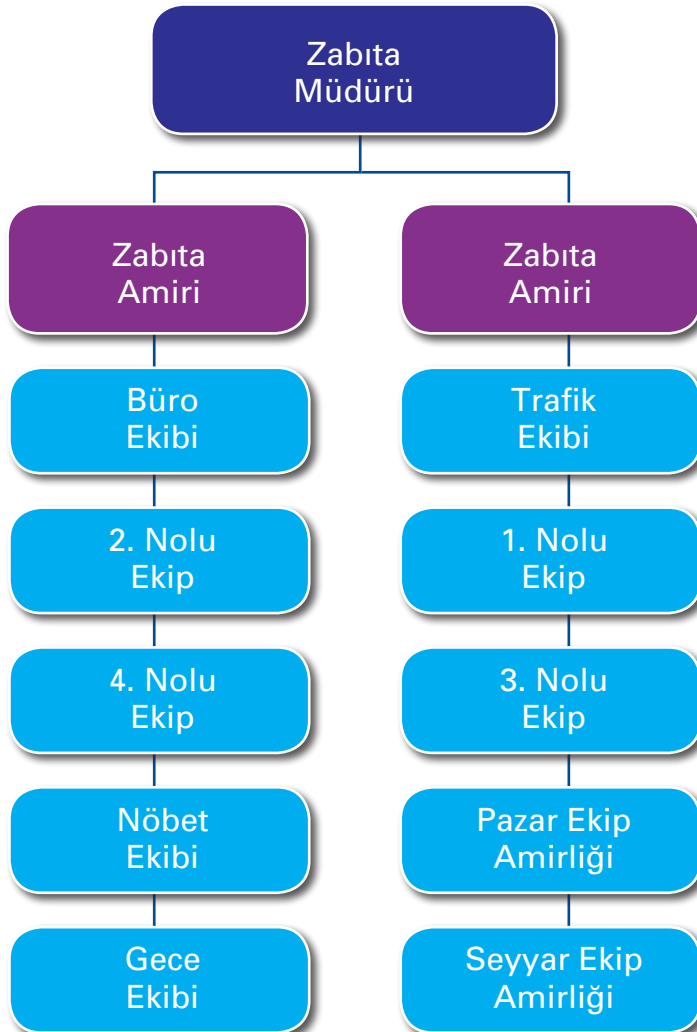 Zabıta
Müdürü
Zabıta
Amiri
Zabıta
Amiri
Büro
Ekibi
Trafik
Ekibi
2. Nolu
Ekip
1. Nolu
Ekip
4. Nolu
Ekip
3. Nolu
Ekip
Nöbet
Ekibi
Pazar Ekip
Amirliği
Gece
Ekibi
Seyyar Ekip
Amirliği